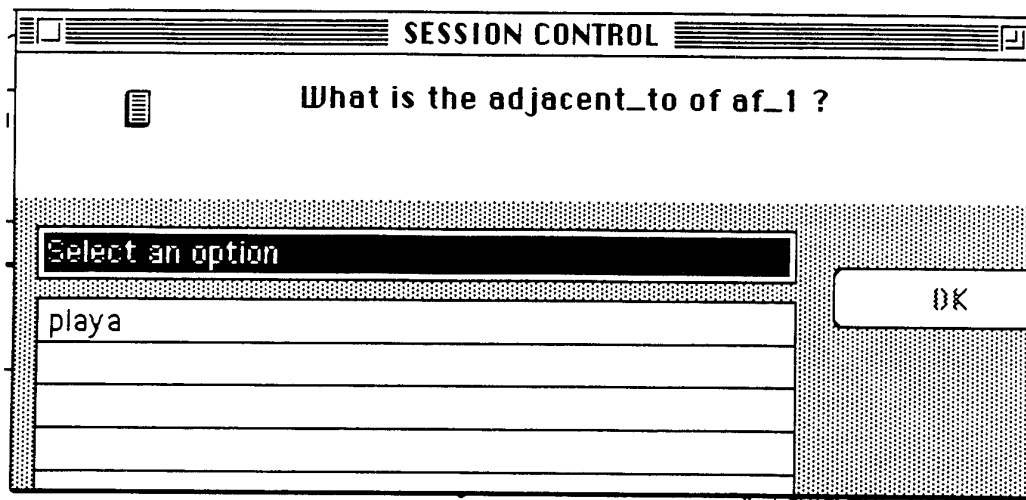 SESSION CONTROL
What is the adjacent_to of af_1 ?
Select an option
OK
playa